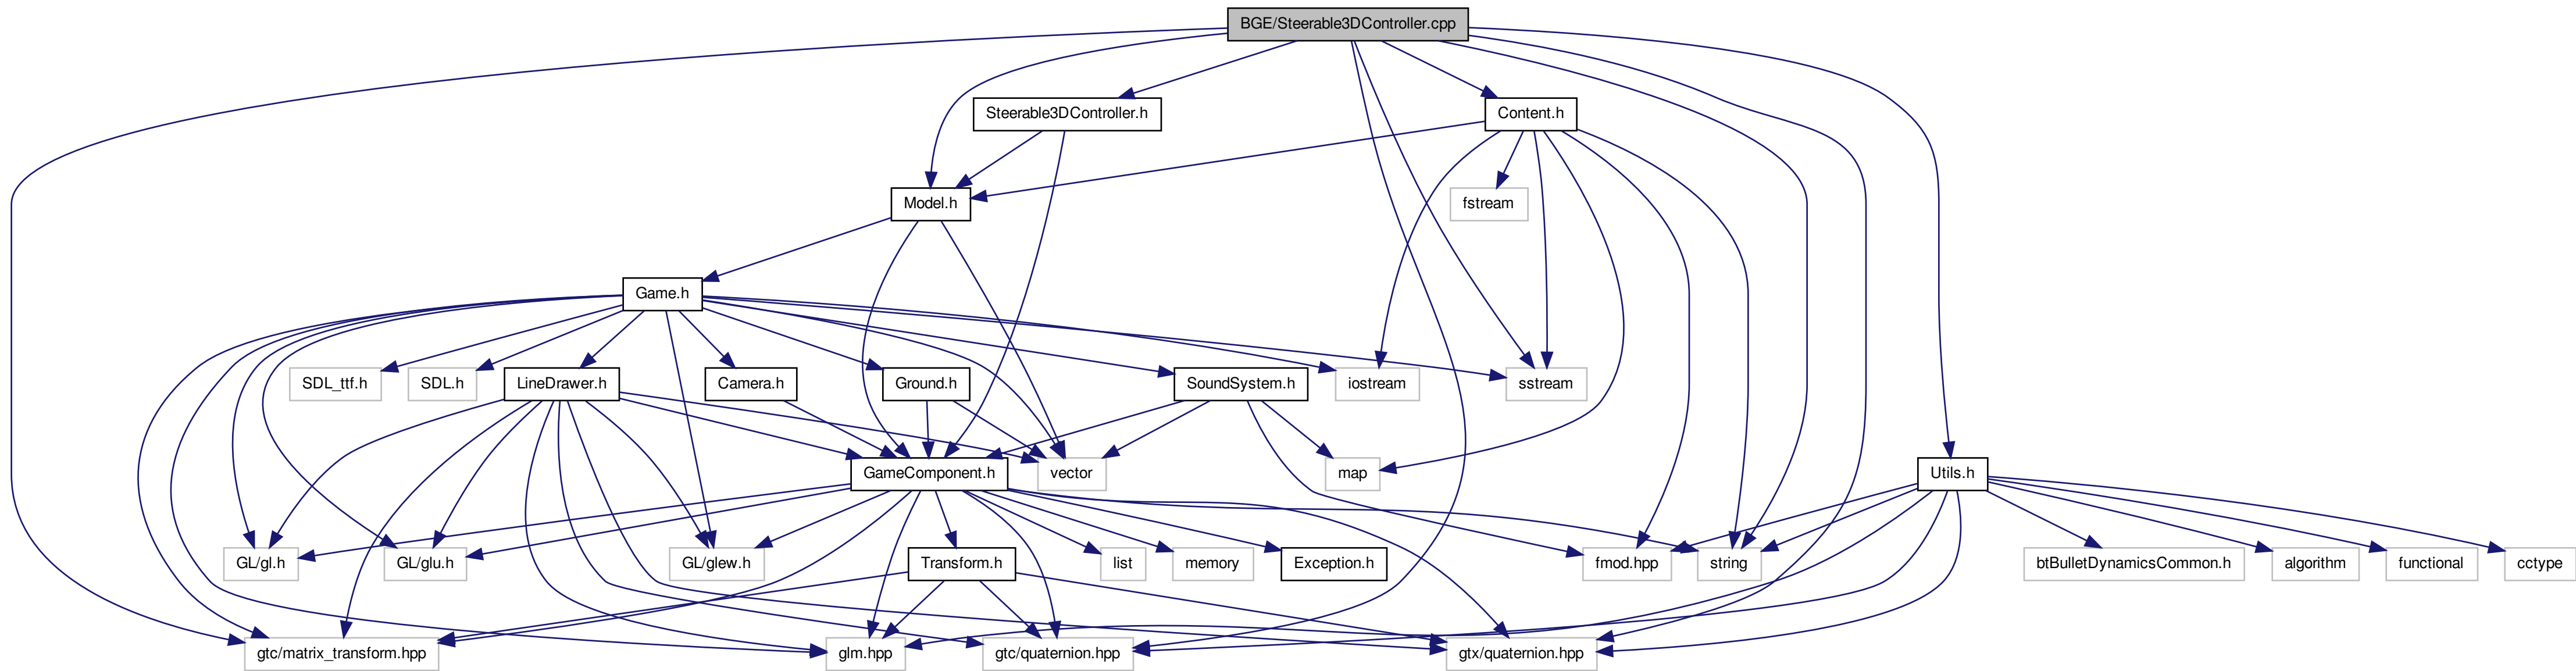 BGE/Steerable3DController.cpp
Steerable3DController.h
Content.h
Model.h
fstream
Game.h
SDL_ttf.h
SDL.h
LineDrawer.h
Camera.h
Ground.h
SoundSystem.h
iostream
sstream
GameComponent.h
vector
map
Utils.h
GL/gl.h
GL/glu.h
GL/glew.h
Transform.h
list
memory
Exception.h
fmod.hpp
string
btBulletDynamicsCommon.h
algorithm
functional
cctype
gtc/matrix_transform.hpp
glm.hpp
gtc/quaternion.hpp
gtx/quaternion.hpp